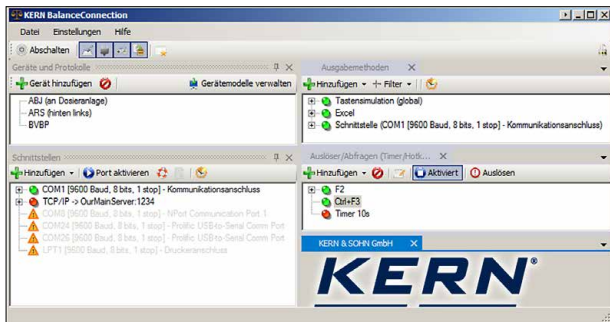 KERN BalanceConnection
Datei Einstellungen Hilfe
Abschalten
Geräte und Protokolle
Gerät hinzufügen Gerätemodelle verwalten
ABJ (an Dosieranlage)
ARS (hinten links)
BVBP
Ausgabemethoden
Hinzufügen Filter
Tastensimulation (global)
Excel
Schnittstelle (COM1 [9600 Baud, 8 bits, 1 stop] - Kommunikationsanschluss)
Schnittstellen
Hinzufügen Port aktivieren
COM1 [9600 Baud, 8 bits, 1 stop] - Kommunikationsanschluss
TCP/IP -> OurMainServer:1234
COM8 [9600 Baud, 8 bits, 1 stop] - NPort Communication Port 1
COM24 [9600 Baud, 8 bits, 1 stop] - Prolific USB-to-Serial Comm Port
COM26 [9600 Baud, 8 bits, 1 stop] - Prolific USB-to-Serial Comm Port
LPT1 [9600 Baud, 8 bits, 1 stop] - Druckeranschluss
Auslöser/Abfragen (Timer/Hotk...
Hinzufügen Aktiviert Auslösen
F2
Ctrl+F3
Timer 10s
KERN & SOHN GmbH
KERN